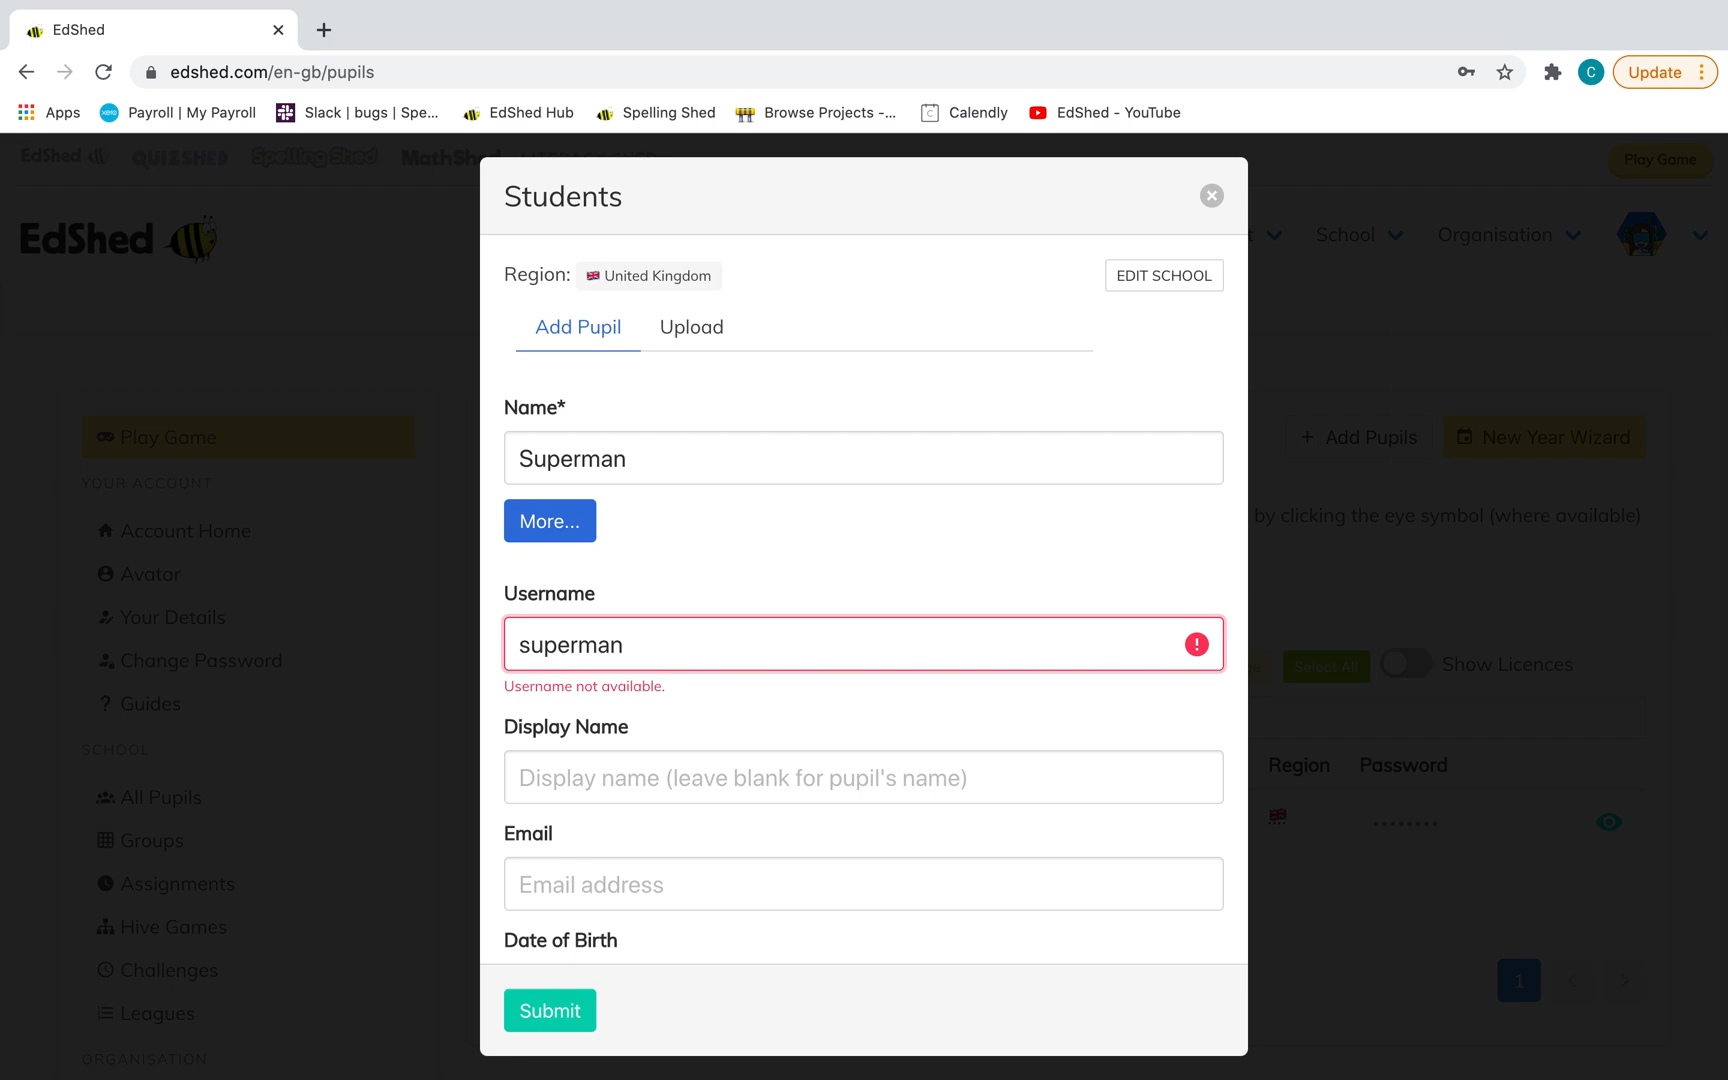 EdShed
edshed.com/en-gb/pupils
Update
Apps
Payroll | My Payroll
Slack | bugs | Spe...
EdShed Hub
Spelling Shed
Browse Projects -...
Calendly
EdShed - YouTube
EdShed
QUIZSHED
Spelling Shed
MathShed
Play Game
EdShed
School
Organisation
Students
Region: United Kingdom
EDIT SCHOOL
Add Pupil
Upload
Name*
Superman
More...
Username
superman
Username not available.
Display Name
Display name (leave blank for pupil's name)
Email
Email address
Date of Birth
Submit
Play Game
YOUR ACCOUNT
Account Home
Avatar
Your Details
Change Password
Guides
SCHOOL
All Pupils
Groups
Assignments
Hive Games
Challenges
Leagues
ORGANISATION
+ Add Pupils
New Year Wizard
by clicking the eye symbol (where available)
Select All
Show Licences
Region
Password
1